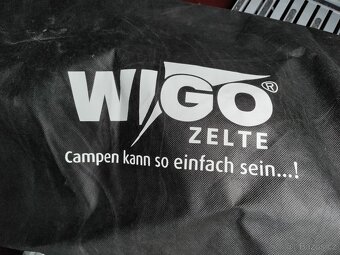 WIGO®
ZELTE
Campen kann so einfach sein...!